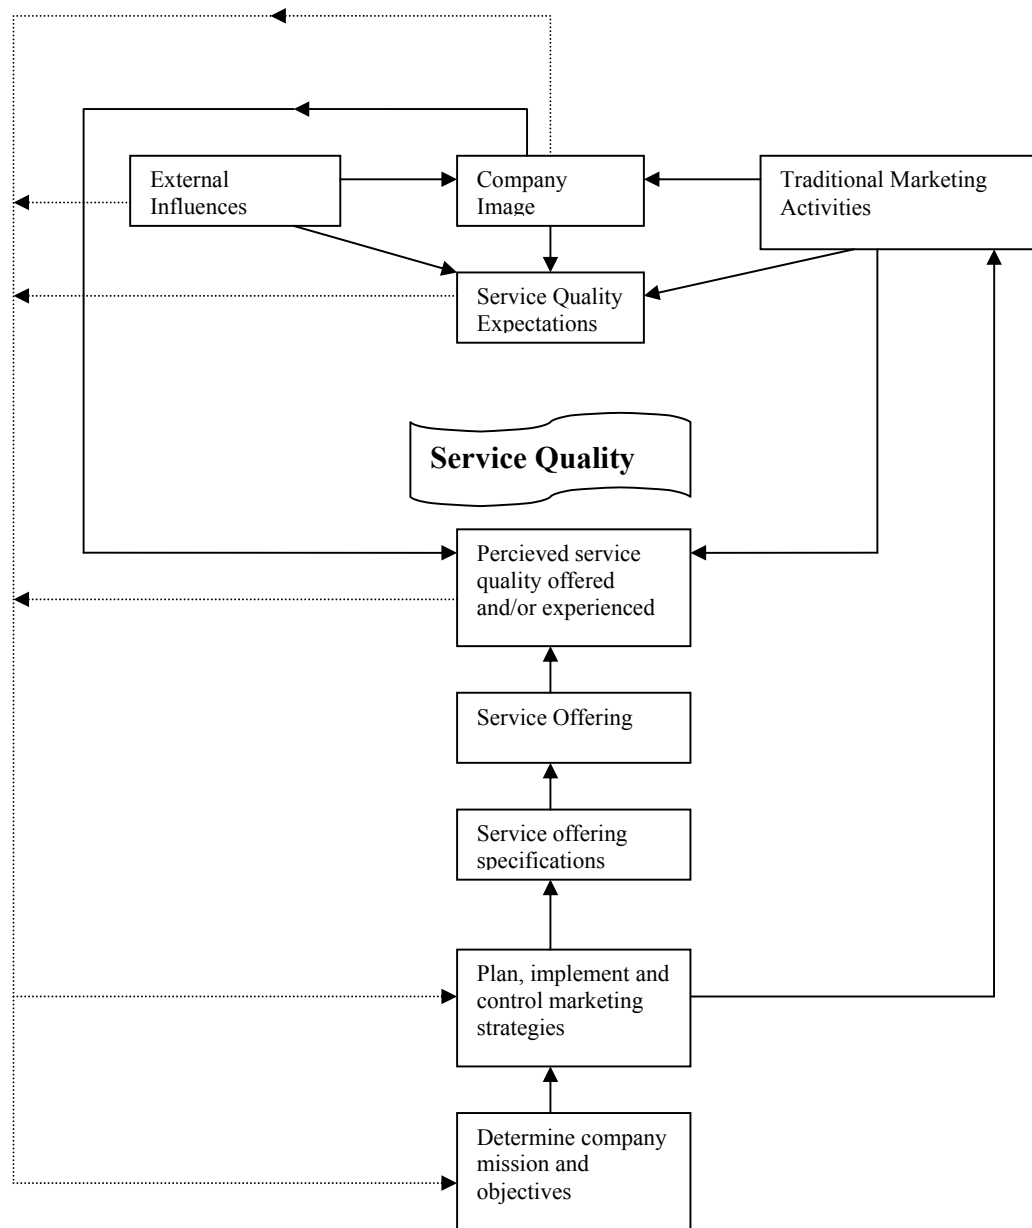 External
Influences
Company
Image
Traditional Marketing
Activities
Service Quality
Expectations
Service Quality
Percieved service
quality offered
and/or experienced
Service Offering
Service offering
specifications
Plan, implement and
control marketing
strategies
Determine company
mission and
objectives